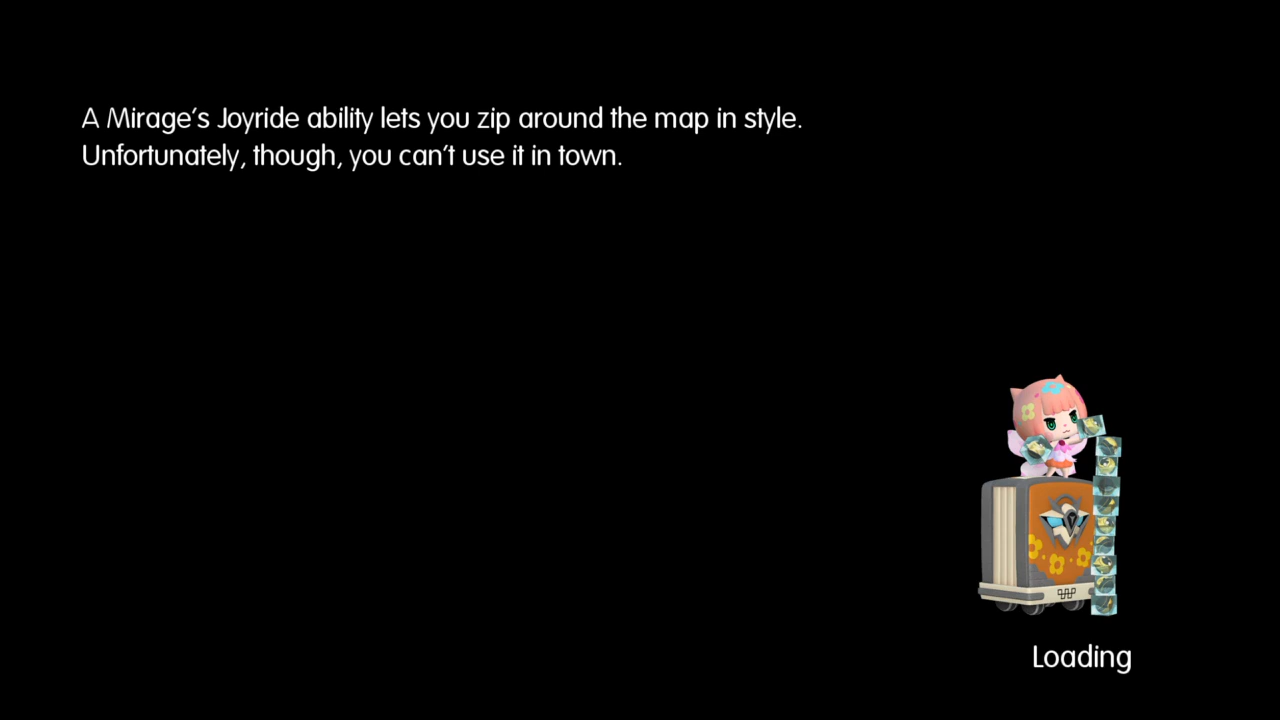 A Mirage's Joyride ability lets you zip around the map in style.
Unfortunately, though, you can't use it in town.
Loading